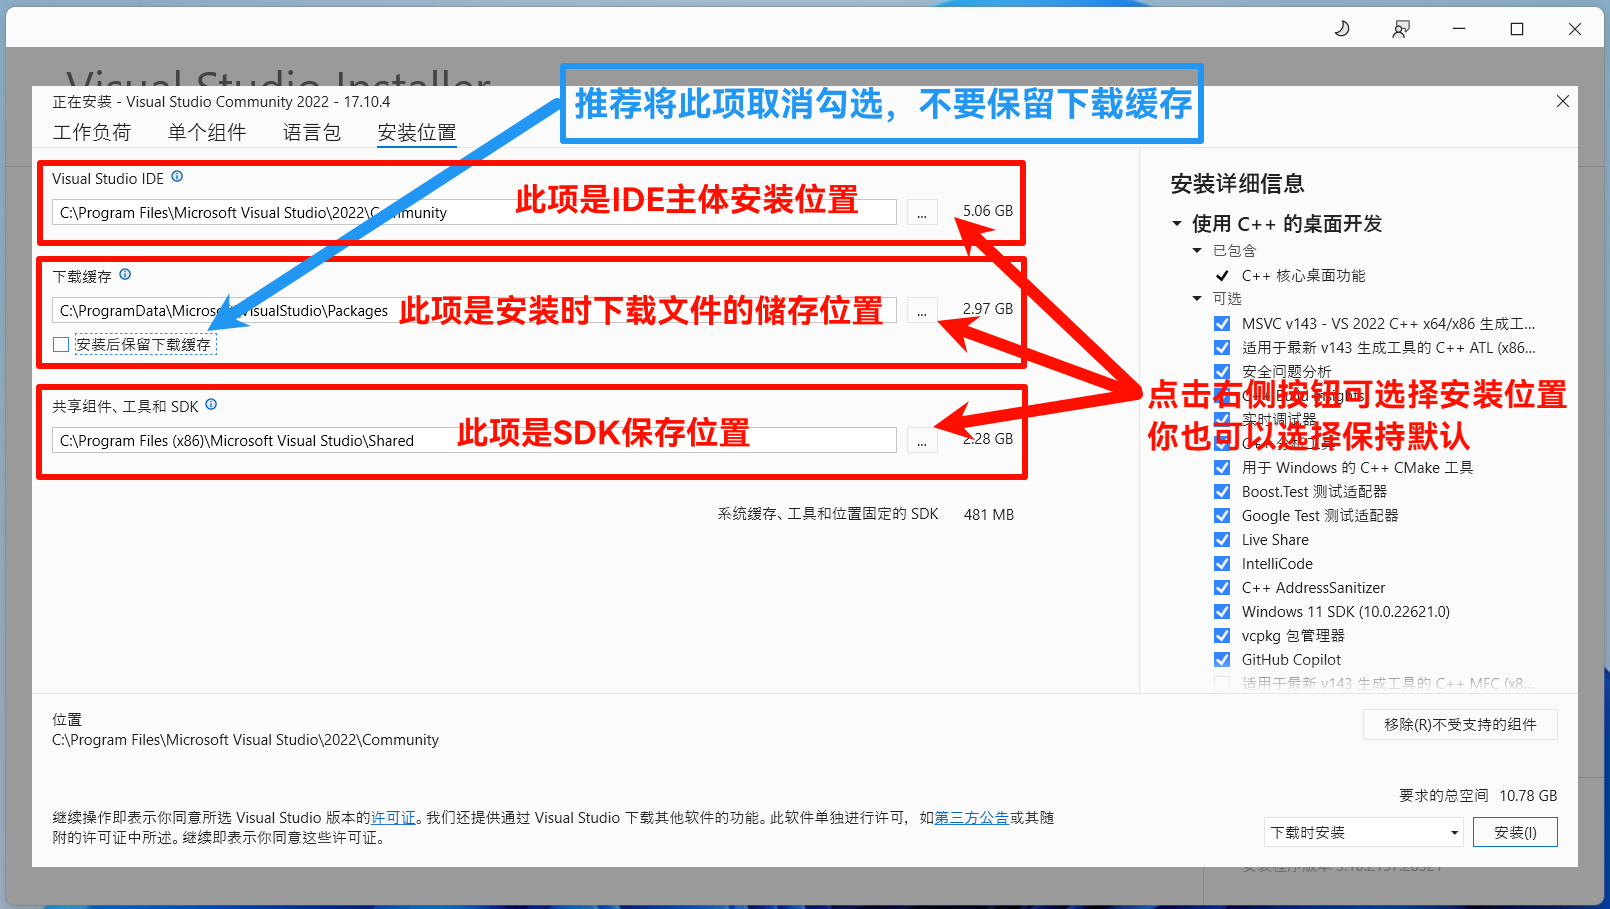 Visual Studio Installer
正在安装 - Visual Studio Community 2022 - 17.10.4
推荐将此项取消勾选，不要保留下载缓存
工作负荷 单个组件 语言包 安装位置
Visual Studio IDE
此项是IDE主体安装位置
C:\Program Files\Microsoft Visual Studio\2022\Community
... 5.06 GB
下载缓存
C:\ProgramData\Microsoft\VisualStudio\Packages
此项是安装时下载文件的储存位置
... 2.97 GB
安装后保留下载缓存
共享组件、工具和 SDK
C:\Program Files (x86)\Microsoft Visual Studio\Shared
此项是SDK保存位置
... 2.28 GB
系统缓存、工具和位置固定的 SDK 481 MB
安装详细信息
使用 C++ 的桌面开发
已包含
C++ 核心桌面功能
可选
MSVC v143 - VS 2022 C++ x64/x86 生成工...
适用于最新 v143 生成工具的 C++ ATL (x86...
安全问题分析
C++ Build Insights
点击右侧按钮可选择安装位置
实时调试器
你也可以选择保持默认
C++ 分析工具
用于 Windows 的 C++ CMake 工具
Boost.Test 测试适配器
Google Test 测试适配器
Live Share
IntelliCode
C++ AddressSanitizer
Windows 11 SDK (10.0.22621.0)
vcpkg 包管理器
GitHub Copilot
适用于最新 v143 生成工具的 C++ MFC (x8...
位置
C:\Program Files\Microsoft Visual Studio\2022\Community
移除(R)不受支持的组件
要求的总空间 10.78 GB
继续操作即表示你同意所选 Visual Studio 版本的许可证。我们还提供通过 Visual Studio 下载其他软件的功能。此软件单独进行许可，如第三方公告或其随
附的许可证中所述。继续即表示你同意这些许可证。
下载时安装 安装(I)